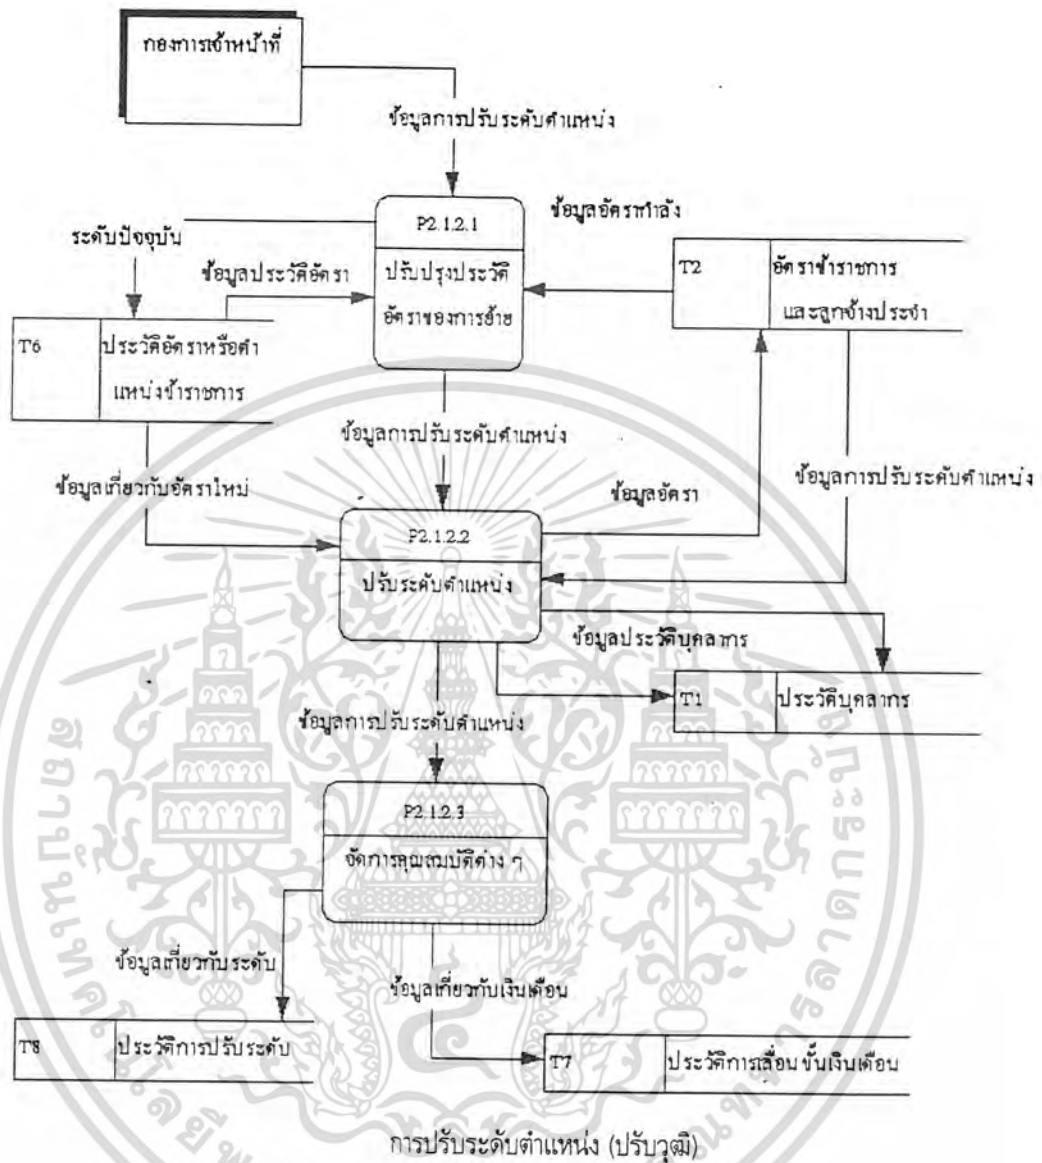 กองการเจ้าหน้าที่
ข้อมูลการปรับระดับตำแหน่ง
P2.1.2.1
ปรับปรุงประวัติ
อัตราของการย้าย
ข้อมูลอัตรากำลัง
ระดับปัจจุบัน
ข้อมูลประวัติอัตรา
T2
อัตราข้าราชการ
และลูกจ้างประจำ
T6
ประวัติอัตราหรือตำ
แหน่งข้าราชการ
ข้อมูลการปรับระดับตำแหน่ง
ข้อมูลเกี่ยวกับอัตราใหม่
ข้อมูลอัตรา
ข้อมูลการปรับระดับตำแหน่ง
P2.1.2.2
ปรับระดับตำแหน่ง
ข้อมูลประวัติบุคลากร
T1
ประวัติบุคลากร
ข้อมูลการปรับระดับตำแหน่ง
P2.1.2.3
จัดการคุณสมบัติต่าง ๆ
ข้อมูลเกี่ยวกับระดับ
ข้อมูลเกี่ยวกับเงินเดือน
T8
ประวัติการปรับระดับ
T7
ประวัติการเลื่อนขั้นเงินเดือน
การปรับระดับตำแหน่ง (ปรับวุฒิ)